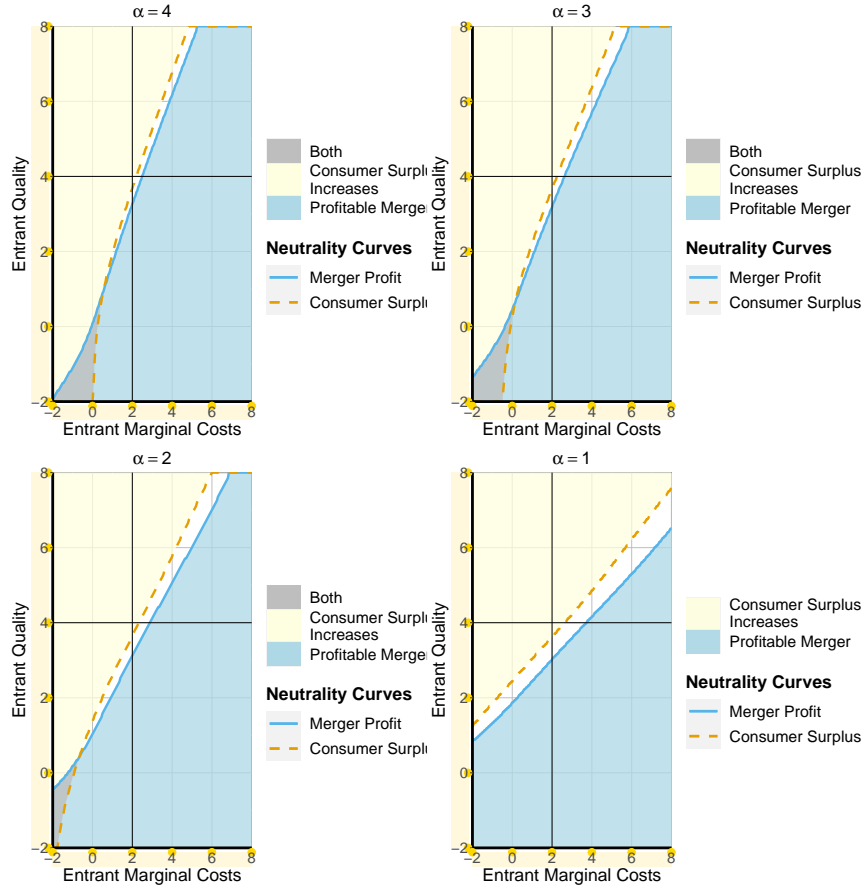 α = 4
8
6
4
2
0
−2
−2 0 2 4 6 8
Entrant Quality
Entrant Marginal Costs
Both
Consumer Surplu
Increases
Profitable Merger
Neutrality Curves
Merger Profit
Consumer Surplu
α = 3
8
6
4
2
0
−2
−2 0 2 4 6 8
Entrant Quality
Entrant Marginal Costs
Both
Consumer Surplus
Increases
Profitable Merger
Neutrality Curves
Merger Profit
Consumer Surplus
α = 2
8
6
4
2
0
−2
−2 0 2 4 6 8
Entrant Quality
Entrant Marginal Costs
Both
Consumer Surplu
Increases
Profitable Merger
Neutrality Curves
Merger Profit
Consumer Surplu
α = 1
8
6
4
2
0
−2
−2 0 2 4 6 8
Entrant Quality
Entrant Marginal Costs
Consumer Surplus
Increases
Profitable Merger
Neutrality Curves
Merger Profit
Consumer Surplus